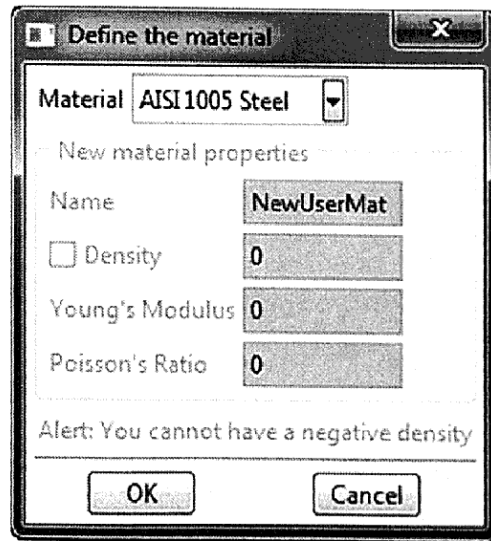 Define the material
Material AISI 1005 Steel
New material properties
Name NewUserMat
Density 0
Young's Modulus 0
Poisson's Ratio 0
Alert: You cannot have a negative density
OK Cancel